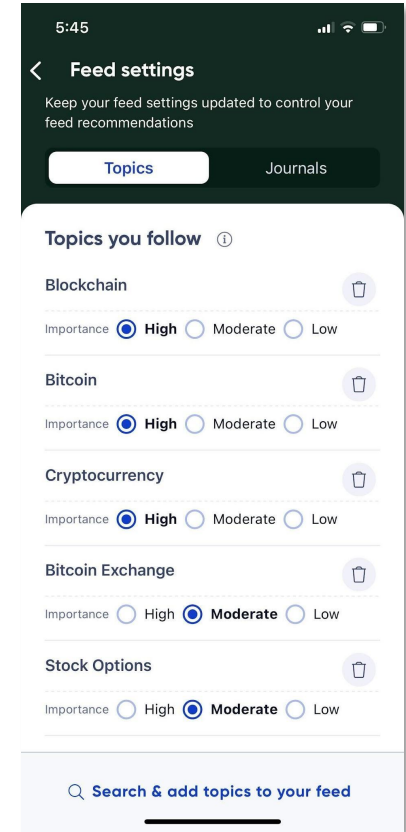 5:45
Feed settings
Keep your feed settings updated to control your
feed recommendations
Topics Journals
Topics you follow
Blockchain
Importance High Moderate Low
Bitcoin
Importance High Moderate Low
Cryptocurrency
Importance High Moderate Low
Bitcoin Exchange
Importance High Moderate Low
Stock Options
Importance High Moderate Low
Search & add topics to your feed